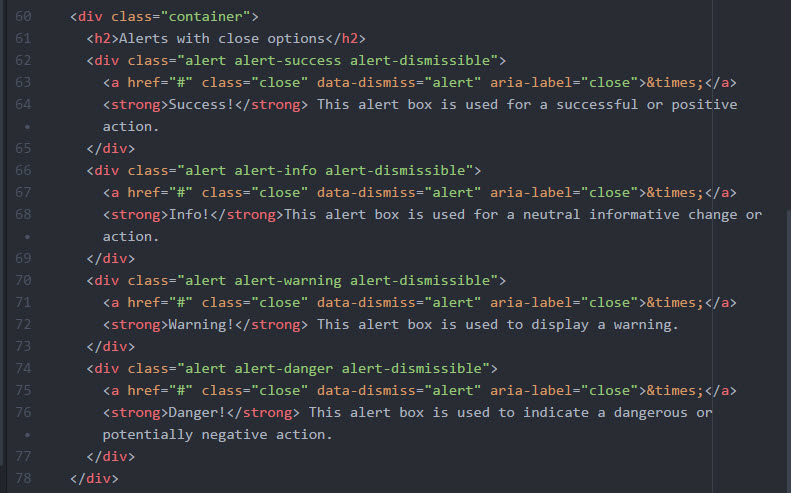 60 <div class="container">
61 <h2>Alerts with close options</h2>
62 <div class="alert alert-success alert-dismissible">
63 <a href="#" class="close" data-dismiss="alert" aria-label="close">&times;</a>
64 <strong>Success!</strong> This alert box is used for a successful or positive
• action.
65 </div>
66 <div class="alert alert-info alert-dismissible">
67 <a href="#" class="close" data-dismiss="alert" aria-label="close">&times;</a>
68 <strong>Info!</strong>This alert box is used for a neutral informative change or
• action.
69 </div>
70 <div class="alert alert-warning alert-dismissible">
71 <a href="#" class="close" data-dismiss="alert" aria-label="close">&times;</a>
72 <strong>Warning!</strong> This alert box is used to display a warning.
73 </div>
74 <div class="alert alert-danger alert-dismissible">
75 <a href="#" class="close" data-dismiss="alert" aria-label="close">&times;</a>
76 <strong>Danger!</strong> This alert box is used to indicate a dangerous or
• potentially negative action.
77 </div>
78 </div>